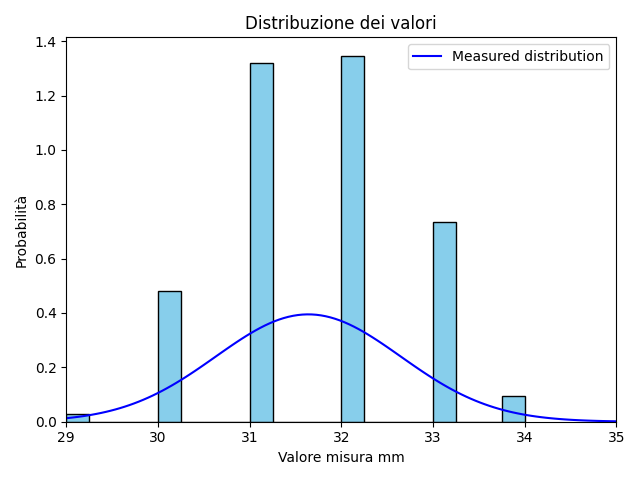 Distribuzione dei valori
Measured distribution
Probabilità
1.4
1.2
1.0
0.8
0.6
0.4
0.2
0.0
29 30 31 32 33 34 35
Valore misura mm